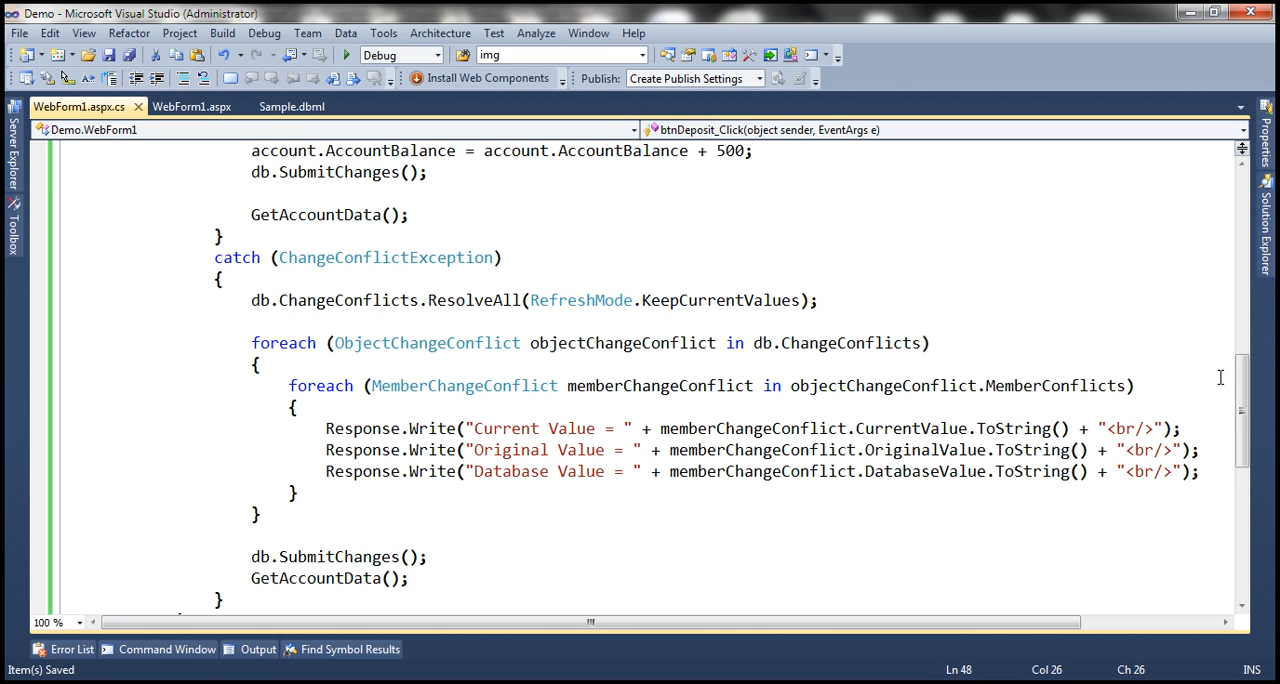 Demo - Microsoft Visual Studio (Administrator)
File Edit View Refactor Project Build Debug Team Data Tools Architecture Test Analyze Window Help
Debug img
Install Web Components Publish: Create Publish Settings
WebForm1.aspx.cs WebForm1.aspx Sample.dbml
Demo.WebForm1 btnDeposit_Click(object sender, EventArgs e)
Server Explorer
Toolbox
Properties
Solution Explorer
account.AccountBalance = account.AccountBalance + 500;
db.SubmitChanges();
GetAccountData();
}
catch (ChangeConflictException)
{
db.ChangeConflicts.ResolveAll(RefreshMode.KeepCurrentValues);
foreach (ObjectChangeConflict objectChangeConflict in db.ChangeConflicts)
{
foreach (MemberChangeConflict memberChangeConflict in objectChangeConflict.MemberConflicts)
{
Response.Write("Current Value = " + memberChangeConflict.CurrentValue.ToString() + "<br/>");
Response.Write("Original Value = " + memberChangeConflict.OriginalValue.ToString() + "<br/>");
Response.Write("Database Value = " + memberChangeConflict.DatabaseValue.ToString() + "<br/>");
}
}
db.SubmitChanges();
GetAccountData();
}
100 %
Error List Command Window Output Find Symbol Results
Item(s) Saved Ln 48 Col 26 Ch 26 INS